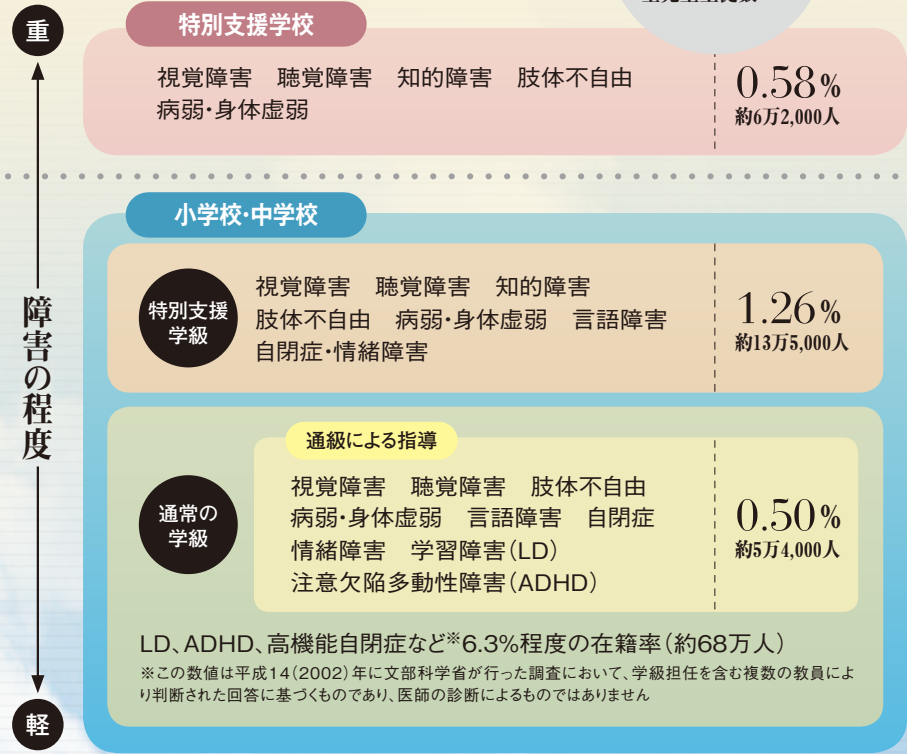 重
特別支援学校
視覚障害 聴覚障害 知的障害 肢体不自由
病弱・身体虚弱
0.58%
約6万2,000人
小学校・中学校
障害の程度
特別支援
学級
視覚障害 聴覚障害 知的障害
肢体不自由 病弱・身体虚弱 言語障害
自閉症・情緒障害
1.26%
約13万5,000人
通常の
学級
通級による指導
視覚障害 聴覚障害 肢体不自由
病弱・身体虚弱 言語障害 自閉症
情緒障害 学習障害(LD)
注意欠陥多動性障害(ADHD)
0.50%
約5万4,000人
LD、ADHD、高機能自閉症など※6.3%程度の在籍率(約68万人)
※この数値は平成14(2002)年に文部科学省が行った調査において、学級担任を含む複数の教員によ
り判断された回答に基づくものであり、医師の診断によるものではありません
軽